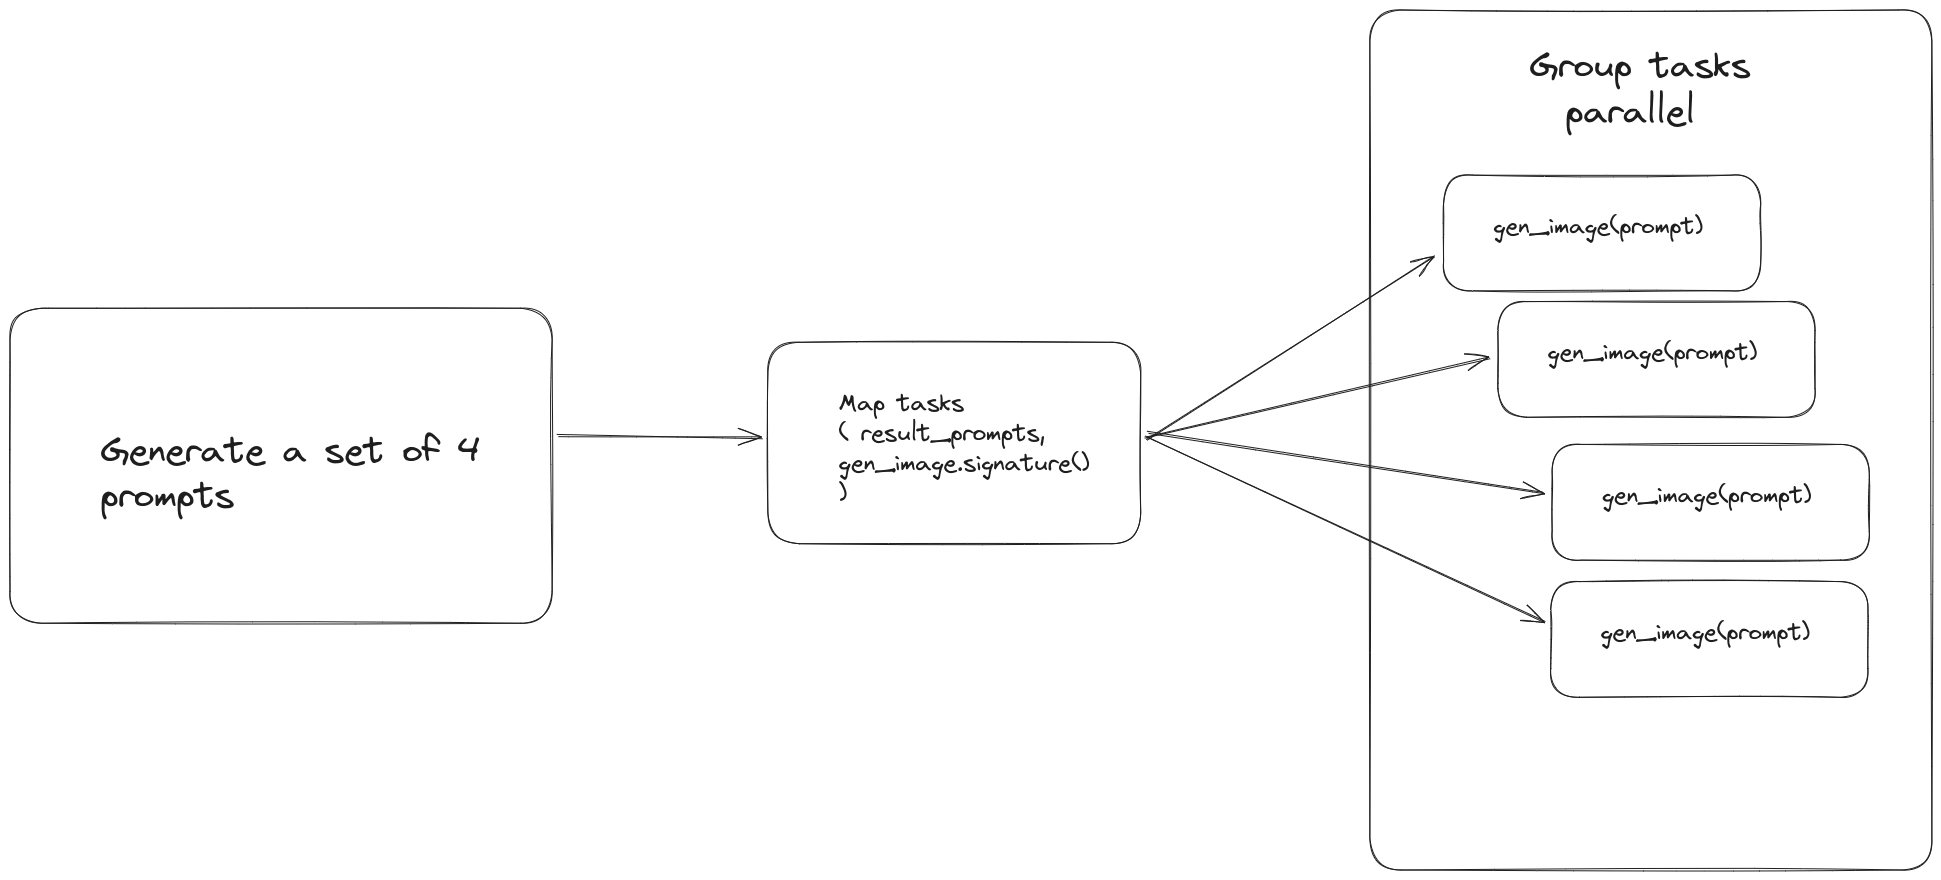 Generate a set of 4
prompts
Map tasks
( result_prompts,
gen_image.signature()
)
Group tasks
parallel
gen_image(prompt)
gen_image(prompt)
gen_image(prompt)
gen_image(prompt)